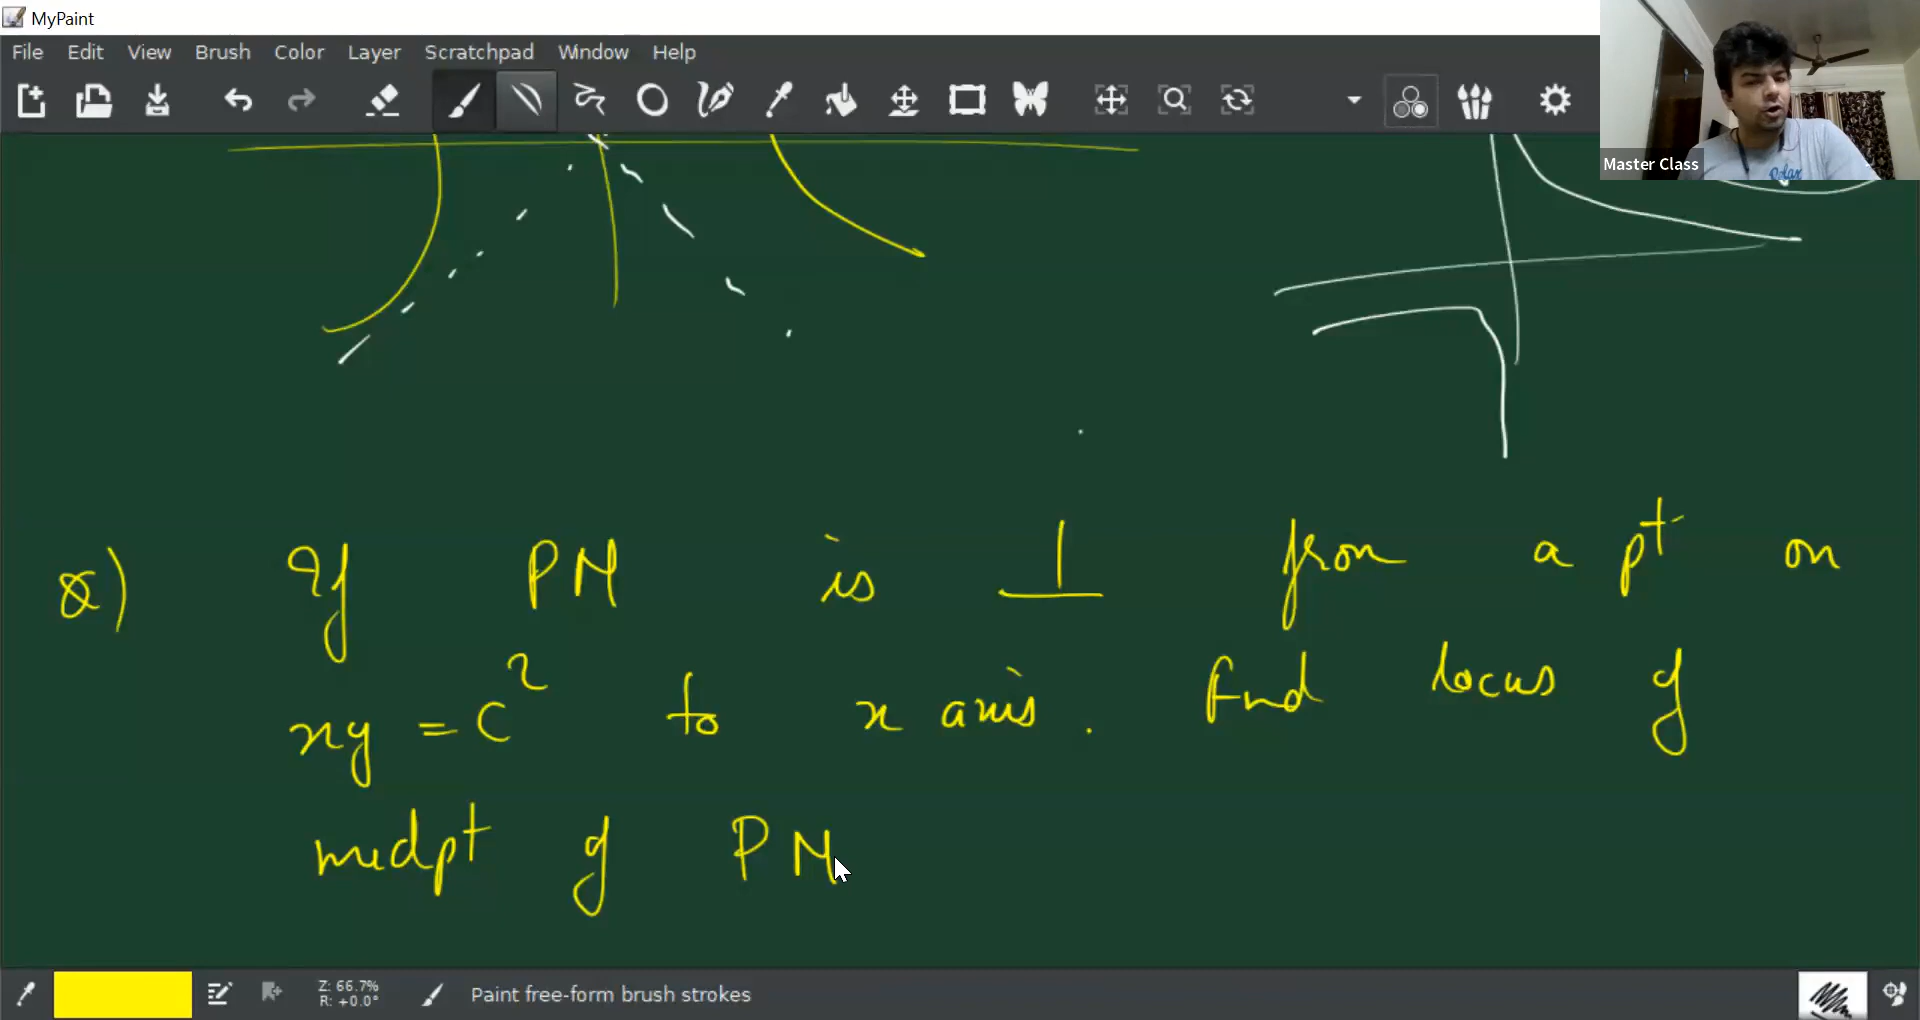 MyPaint
File Edit View Brush Color Layer Scratchpad Window Help
Master Class
Relax
Q) If PN is ⊥ from a pt on
xy = c² to x axis. Find locus of
midpt of PN
Z: 66.7%
R: +0.0°
Paint free-form brush strokes